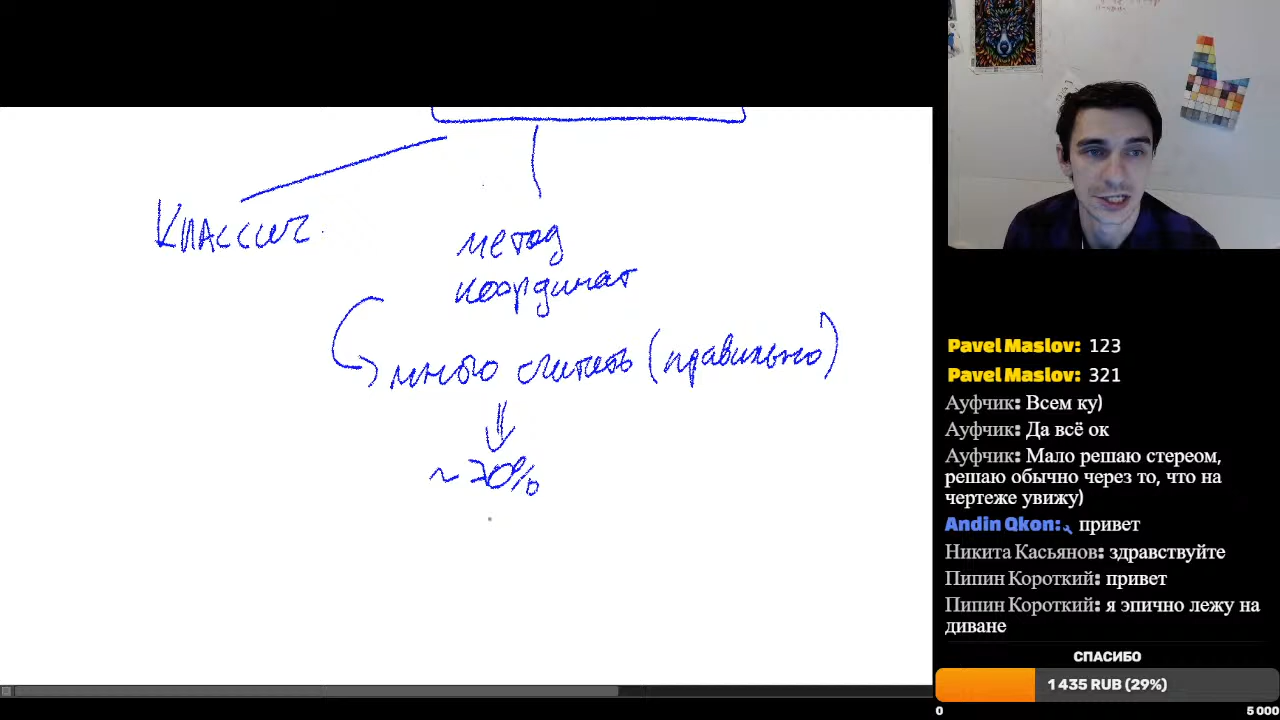 Классич.
метод
координат
много считать (правильно)
~70%
Pavel Maslov: 123
Pavel Maslov: 321
Ауфчик: Всем ку)
Ауфчик: Да всё ок
Ауфчик: Мало решаю стереом,
решаю обычно через то, что на
чертеже увижу)
Andin Qkon: привет
Никита Касьянов: здравствуйте
Пипин Короткий: привет
Пипин Короткий: я эпично лежу на
диване
СПАСИБО
1 435 RUB (29%)
0
5 000